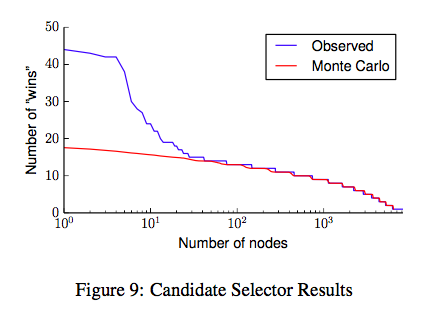 50
40
30
20
10
0
Number of "wins"
Observed
Monte Carlo
10^0
10^1
10^2
10^3
Number of nodes
Figure 9: Candidate Selector Results